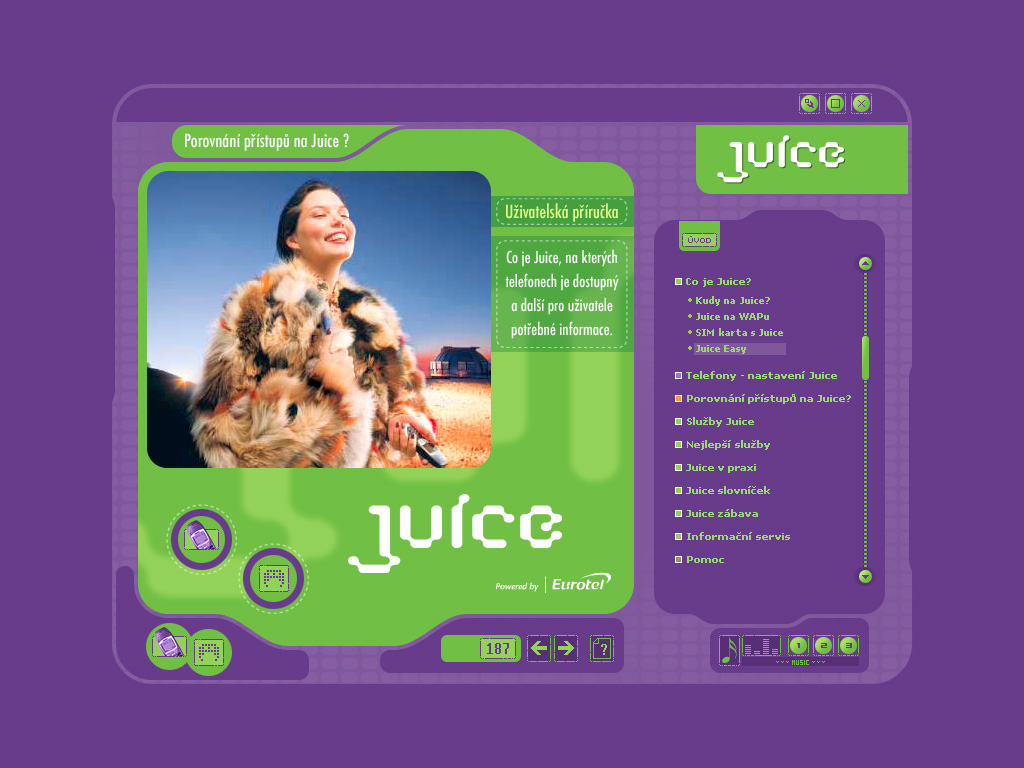 Porovnání přístupů na Juice ?
juice
Uživatelská příručka
Co je Juice, na kterých
telefonech je dostupný
a další pro uživatele
potřebné informace.
ÚVOD
Co je Juice?
Kudy na Juice?
Juice na WAPu
SIM karta s Juice
Juice Easy
Telefony - nastavení Juice
Porovnání přístupů na Juice?
Služby Juice
Nejlepší služby
Juice v praxi
Juice slovníček
Juice zábava
Informační servis
Pomoc
juice
Powered by Eurotel
187
?
1 2 3
MUSIC